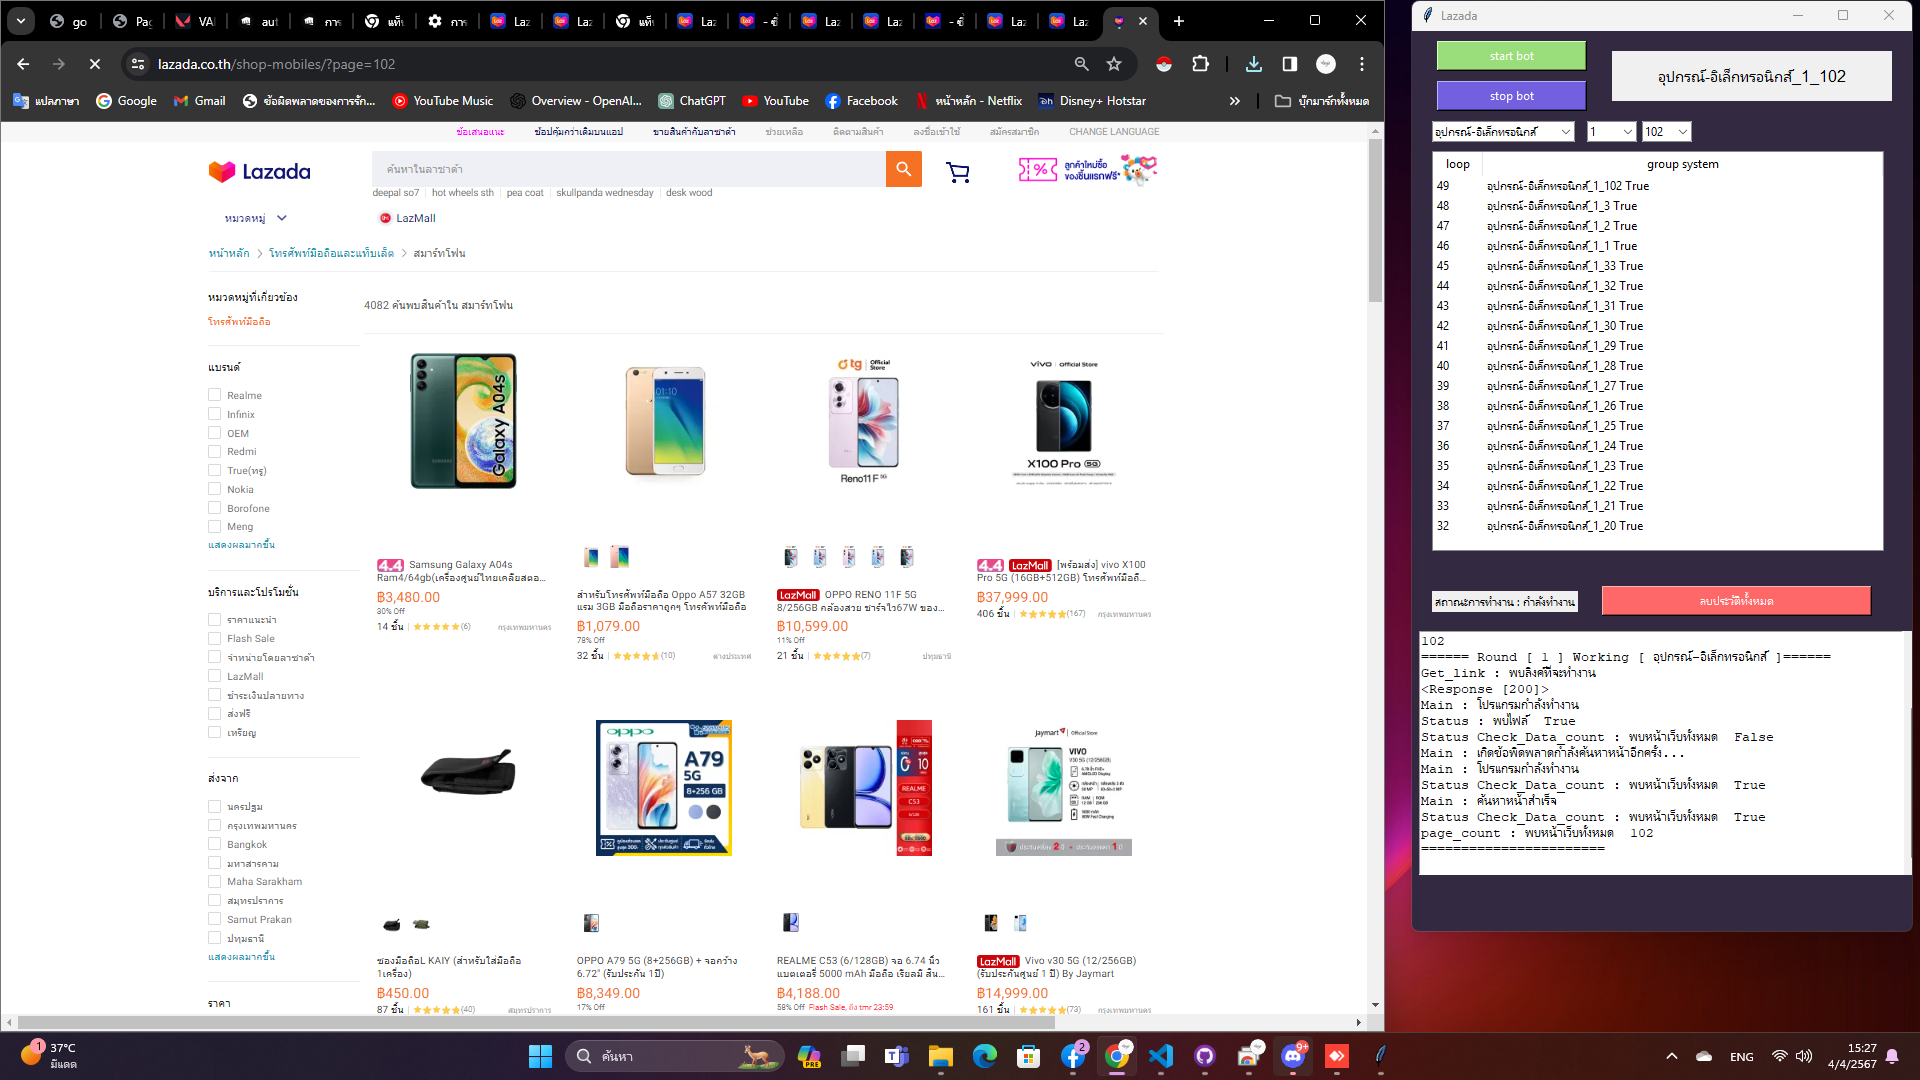 go
Pag
VA
aut
การ
แท็
การ
Laz
Laz
แท็
Laz
- ซื้
Laz
Laz
- ซื้
Laz
Laz
lazada.co.th/shop-mobiles/?page=102
แปลภาษา
Google
Gmail
ข้อผิดพลาดของการรัก...
YouTube Music
Overview - OpenAI...
ChatGPT
YouTube
Facebook
หน้าหลัก - Netflix
Disney+ Hotstar
บุ๊กมาร์กทั้งหมด
ข้อเสนอแนะ
ช้อปคุ้มกว่าเดิมบนแอป
ขายสินค้ากับลาซาด้า
ช่วยเหลือ
ติดตามสินค้า
ลงชื่อเข้าใช้
สมัครสมาชิก
CHANGE LANGUAGE
Lazada
ค้นหาในลาซาด้า
ลูกค้าใหม่ช้อป
ของชิ้นแรกฟรี*
deepal so7
hot wheels sth
pea coat
skullpanda wednesday
desk wood
หมวดหมู่
LazMall
หน้าหลัก
โทรศัพท์มือถือและแท็บเล็ต
สมาร์ทโฟน
หมวดหมู่ที่เกี่ยวข้อง
โทรศัพท์มือถือ
4082 ค้นพบสินค้าใน สมาร์ทโฟน
แบรนด์
Realme
Infinix
OEM
Redmi
True(ทรู)
Nokia
Borofone
Meng
แสดงผลมากขึ้น
บริการและโปรโมชั่น
ราคาแนะนำ
Flash Sale
จำหน่ายโดยลาซาด้า
LazMall
ชำระเงินปลายทาง
ส่งฟรี
เหรียญ
ส่งจาก
นครปฐม
กรุงเทพมหานคร
Bangkok
มหาสารคาม
Maha Sarakham
สมุทรปราการ
Samut Prakan
ปทุมธานี
แสดงผลมากขึ้น
ราคา
Galaxy A04s
tg Official Store
Reno11 F 5G
vivo Official Store
X100 Pro 5G
4.4 Samsung Galaxy A04s
Ram4/64gb(เครื่องศูนย์ไทยเคลียสตอ...
฿3,480.00
30% Off
14 ชิ้น (6) กรุงเทพมหานคร
สำหรับโทรศัพท์มือถือ Oppo A57 32GB
แรม 3GB มือถือราคาถูกๆ โทรศัพท์มือถือ
฿1,079.00
78% Off
32 ชิ้น (10) ต่างประเทศ
LazMall OPPO RENO 11F 5G
8/256GB กล้องสวย ชาร์จไว67W ของ...
฿10,599.00
11% Off
21 ชิ้น (7) ปทุมธานี
4.4 LazMall [พร้อมส่ง] vivo X100
Pro 5G (16GB+512GB) โทรศัพท์มือถื...
฿37,999.00
406 ชิ้น (167) กรุงเทพมหานคร
oppo
A79
5G
8+256 GB
REALME
C53
Jaymart Official Store
VIVO
V30 5G (12/256GB)
ซองมือถือL KAIY (สำหรับใส่มือถือ
1เครื่อง)
฿450.00
87 ชิ้น (40) สมุทรปราการ
OPPO A79 5G (8+256GB) + จอกว้าง
6.72" (รับประกัน 1ปี)
฿8,349.00
17% Off
REALME C53 (6/128GB) จอ 6.74 นิ้ว
แบตเตอรี่ 5000 mAh มือถือ เรียลมี สี่น...
฿4,188.00
58% Off Flash Sale, ถึง tmr 23:59
LazMall Vivo v30 5G (12/256GB)
(รับประกันศูนย์ 1 ปี) By Jaymart
฿14,999.00
161 ชิ้น (73) กรุงเทพมหานคร
Lazada
start bot
stop bot
อุปกรณ์-อิเล็กทรอนิกส์_1_102
อุปกรณ์-อิเล็กทรอนิกส์ 1 102
loop group system
49 อุปกรณ์-อิเล็กทรอนิกส์_1_102 True
48 อุปกรณ์-อิเล็กทรอนิกส์_1_3 True
47 อุปกรณ์-อิเล็กทรอนิกส์_1_2 True
46 อุปกรณ์-อิเล็กทรอนิกส์_1_1 True
45 อุปกรณ์-อิเล็กทรอนิกส์_1_33 True
44 อุปกรณ์-อิเล็กทรอนิกส์_1_32 True
43 อุปกรณ์-อิเล็กทรอนิกส์_1_31 True
42 อุปกรณ์-อิเล็กทรอนิกส์_1_30 True
41 อุปกรณ์-อิเล็กทรอนิกส์_1_29 True
40 อุปกรณ์-อิเล็กทรอนิกส์_1_28 True
39 อุปกรณ์-อิเล็กทรอนิกส์_1_27 True
38 อุปกรณ์-อิเล็กทรอนิกส์_1_26 True
37 อุปกรณ์-อิเล็กทรอนิกส์_1_25 True
36 อุปกรณ์-อิเล็กทรอนิกส์_1_24 True
35 อุปกรณ์-อิเล็กทรอนิกส์_1_23 True
34 อุปกรณ์-อิเล็กทรอนิกส์_1_22 True
33 อุปกรณ์-อิเล็กทรอนิกส์_1_21 True
32 อุปกรณ์-อิเล็กทรอนิกส์_1_20 True
สถานะการทำงาน : กำลังทำงาน
ลบประวัติทั้งหมด
102
====== Round [ 1 ] Working [ อุปกรณ์-อิเล็กทรอนิกส์ ]======
Get_link : พบลิงค์ที่จะทำงาน
<Response [200]>
Main : โปรแกรมกำลังทำงาน
Status : พบไฟล์ True
Status Check_Data_count : พบหน้าเว็บทั้งหมด False
Main : เกิดข้อผิดพลาดกำลังค้นหาหน้าอีกครั้ง...
Main : โปรแกรมกำลังทำงาน
Status Check_Data_count : พบหน้าเว็บทั้งหมด True
Main : ค้นหาหน้าสำเร็จ
Status Check_Data_count : พบหน้าเว็บทั้งหมด True
page_count : พบหน้าเว็บทั้งหมด 102
=======================
1
37°C
มีแดด
ค้นหา
PRE
2
9+
ENG
15:27
4/4/2567